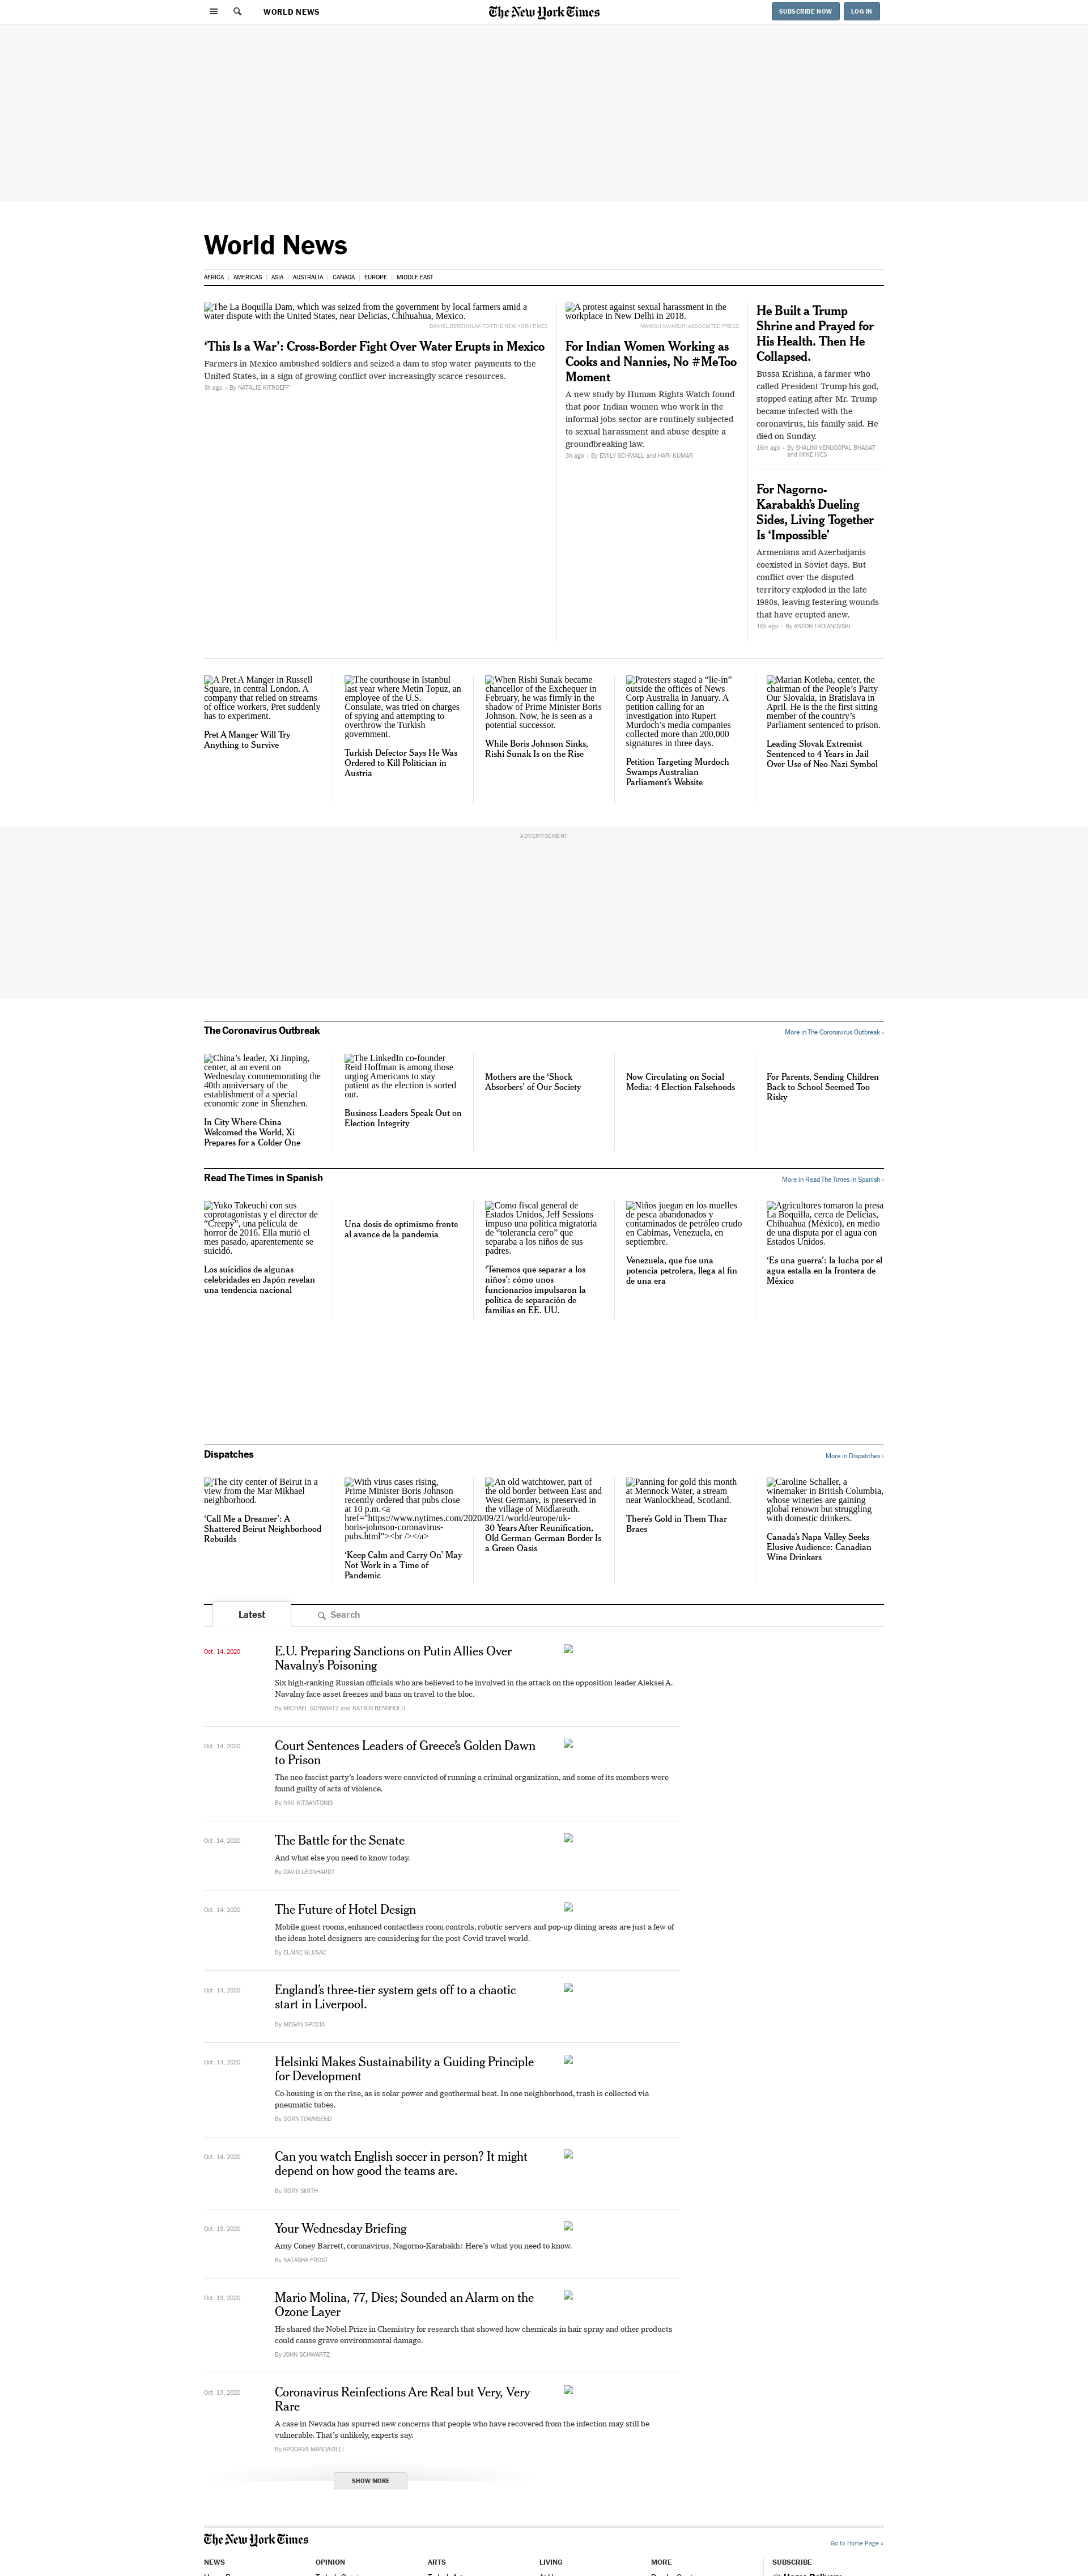 WORLD NEWS
The New York Times
SUBSCRIBE NOW
LOG IN
World News
AFRICA
AMERICAS
ASIA
AUSTRALIA
CANADA
EUROPE
MIDDLE EAST
The La Boquilla Dam, which was seized from the government by local farmers amid a
water dispute with the United States, near Delicias, Chihuahua, Mexico.
DANIEL BEREHULAK FOR THE NEW YORK TIMES
‘This Is a War’: Cross-Border Fight Over Water Erupts in Mexico
Farmers in Mexico ambushed soldiers and seized a dam to stop water payments to the
United States, in a sign of growing conflict over increasingly scarce resources.
3h ago - By NATALIE KITROEFF
A protest against sexual harassment in the
workplace in New Delhi in 2018.
MANISH SWARUP/ASSOCIATED PRESS
For Indian Women Working as
Cooks and Nannies, No #MeToo
Moment
A new study by Human Rights Watch found
that poor Indian women who work in the
informal jobs sector are routinely subjected
to sexual harassment and abuse despite a
groundbreaking law.
3h ago - By EMILY SCHMALL and HARI KUMAR
He Built a Trump
Shrine and Prayed for
His Health. Then He
Collapsed.
Bussa Krishna, a farmer who
called President Trump his god,
stopped eating after Mr. Trump
became infected with the
coronavirus, his family said. He
died on Sunday.
16m ago - By SHALINI VENUGOPAL BHAGAT
and MIKE IVES
For Nagorno-
Karabakh’s Dueling
Sides, Living Together
Is ‘Impossible’
Armenians and Azerbaijanis
coexisted in Soviet days. But
conflict over the disputed
territory exploded in the late
1980s, leaving festering wounds
that have erupted anew.
16h ago - By ANTON TROIANOVSKI
A Pret A Manger in Russell
Square, in central London. A
company that relied on streams
of office workers, Pret suddenly
has to experiment.
Pret A Manger Will Try
Anything to Survive
The courthouse in Istanbul
last year where Metin Topuz, an
employee of the U.S.
Consulate, was tried on charges
of spying and attempting to
overthrow the Turkish
government.
Turkish Defector Says He Was
Ordered to Kill Politician in
Austria
When Rishi Sunak became
chancellor of the Exchequer in
February, he was firmly in the
shadow of Prime Minister Boris
Johnson. Now, he is seen as a
potential successor.
While Boris Johnson Sinks,
Rishi Sunak Is on the Rise
Protesters staged a “lie-in”
outside the offices of News
Corp Australia in January. A
petition calling for an
investigation into Rupert
Murdoch’s media companies
collected more than 200,000
signatures in three days.
Petition Targeting Murdoch
Swamps Australian
Parliament’s Website
Marian Kotleba, center, the
chairman of the People’s Party
Our Slovakia, in Bratislava in
April. He is the the first sitting
member of the country’s
Parliament sentenced to prison.
Leading Slovak Extremist
Sentenced to 4 Years in Jail
Over Use of Neo-Nazi Symbol
ADVERTISEMENT
The Coronavirus Outbreak
More in The Coronavirus Outbreak ›
China’s leader, Xi Jinping,
center, at an event on
Wednesday commemorating the
40th anniversary of the
establishment of a special
economic zone in Shenzhen.
In City Where China
Welcomed the World, Xi
Prepares for a Colder One
The LinkedIn co-founder
Reid Hoffman is among those
urging Americans to stay
patient as the election is sorted
out.
Business Leaders Speak Out on
Election Integrity
Mothers are the ‘Shock
Absorbers’ of Our Society
Now Circulating on Social
Media: 4 Election Falsehoods
For Parents, Sending Children
Back to School Seemed Too
Risky
Read The Times in Spanish
More in Read The Times in Spanish ›
Yuko Takeuchi con sus
coprotagonistas y el director de
“Creepy”, una película de
horror de 2016. Ella murió el
mes pasado, aparentemente se
suicidó.
Los suicidios de algunas
celebridades en Japón revelan
una tendencia nacional
Una dosis de optimismo frente
al avance de la pandemia
Como fiscal general de
Estados Unidos, Jeff Sessions
impuso una política migratoria
de “tolerancia cero” que
separaba a los niños de sus
padres.
‘Tenemos que separar a los
niños’: cómo unos
funcionarios impulsaron la
política de separación de
familias en EE. UU.
Niños juegan en los muelles
de pesca abandonados y
contaminados de petróleo crudo
en Cabimas, Venezuela, en
septiembre.
Venezuela, que fue una
potencia petrolera, llega al fin
de una era
Agricultores tomaron la presa
La Boquilla, cerca de Delicias,
Chihuahua (México), en medio
de una disputa por el agua con
Estados Unidos.
‘Es una guerra’: la lucha por el
agua estalla en la frontera de
México
Dispatches
More in Dispatches ›
The city center of Beirut in a
view from the Mar Mikhael
neighborhood.
‘Call Me a Dreamer’: A
Shattered Beirut Neighborhood
Rebuilds
With virus cases rising,
Prime Minister Boris Johnson
recently ordered that pubs close
at 10 p.m.<a
href="https://www.nytimes.com/2020/09/21/world/europe/uk-
boris-johnson-coronavirus-
pubs.html"><br /></a>
‘Keep Calm and Carry On’ May
Not Work in a Time of
Pandemic
An old watchtower, part of
the old border between East and
West Germany, is preserved in
the village of Mödlareuth.
30 Years After Reunification,
Old German-German Border Is
a Green Oasis
Panning for gold this month
at Mennock Water, a stream
near Wanlockhead, Scotland.
There’s Gold in Them Thar
Braes
Caroline Schaller, a
winemaker in British Columbia,
whose wineries are gaining
global renown but struggling
with domestic drinkers.
Canada’s Napa Valley Seeks
Elusive Audience: Canadian
Wine Drinkers
Latest
Search
Oct. 14, 2020
E.U. Preparing Sanctions on Putin Allies Over
Navalny’s Poisoning
Six high-ranking Russian officials who are believed to be involved in the attack on the opposition leader Aleksei A.
Navalny face asset freezes and bans on travel to the bloc.
By MICHAEL SCHWIRTZ and KATRIN BENNHOLD
Oct. 14, 2020
Court Sentences Leaders of Greece’s Golden Dawn
to Prison
The neo-fascist party’s leaders were convicted of running a criminal organization, and some of its members were
found guilty of acts of violence.
By NIKI KITSANTONIS
Oct. 14, 2020
The Battle for the Senate
And what else you need to know today.
By DAVID LEONHARDT
Oct. 14, 2020
The Future of Hotel Design
Mobile guest rooms, enhanced contactless room controls, robotic servers and pop-up dining areas are just a few of
the ideas hotel designers are considering for the post-Covid travel world.
By ELAINE GLUSAC
Oct. 14, 2020
England’s three-tier system gets off to a chaotic
start in Liverpool.
By MEGAN SPECIA
Oct. 14, 2020
Helsinki Makes Sustainability a Guiding Principle
for Development
Co-housing is on the rise, as is solar power and geothermal heat. In one neighborhood, trash is collected via
pneumatic tubes.
By DORN TOWNSEND
Oct. 14, 2020
Can you watch English soccer in person? It might
depend on how good the teams are.
By RORY SMITH
Oct. 13, 2020
Your Wednesday Briefing
Amy Coney Barrett, coronavirus, Nagorno-Karabakh: Here’s what you need to know.
By NATASHA FROST
Oct. 13, 2020
Mario Molina, 77, Dies; Sounded an Alarm on the
Ozone Layer
He shared the Nobel Prize in Chemistry for research that showed how chemicals in hair spray and other products
could cause grave environmental damage.
By JOHN SCHWARTZ
Oct. 13, 2020
Coronavirus Reinfections Are Real but Very, Very
Rare
A case in Nevada has spurred new concerns that people who have recovered from the infection may still be
vulnerable. That’s unlikely, experts say.
By APOORVA MANDAVILLI
SHOW MORE
The New York Times
Go to Home Page »
NEWS
OPINION
ARTS
LIVING
MORE
SUBSCRIBE